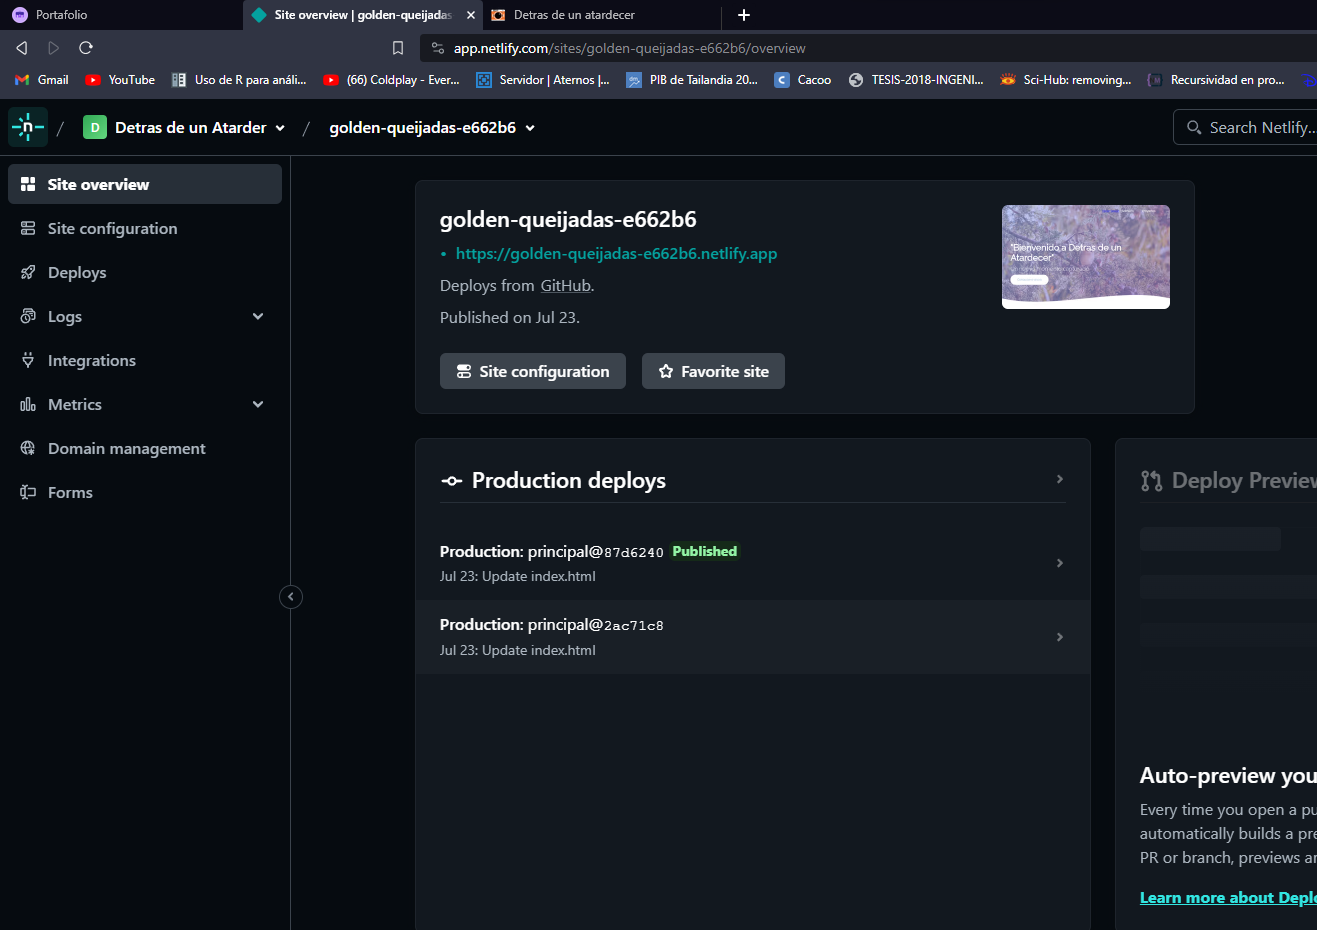 Portafolio
Site overview | golden-queijadas
Detras de un atardecer
app.netlify.com/sites/golden-queijadas-e662b6/overview
Gmail
YouTube
Uso de R para análi...
(66) Coldplay - Ever...
Servidor | Aternos |...
PIB de Tailandia 20...
Cacoo
TESIS-2018-INGENI...
Sci-Hub: removing...
Recursividad en pro...
n / D Detras de un Atarder / golden-queijadas-e662b6
Search Netlify...
Site overview
Site configuration
Deploys
Logs
Integrations
Metrics
Domain management
Forms
golden-queijadas-e662b6
• https://golden-queijadas-e662b6.netlify.app
Deploys from GitHub.
Published on Jul 23.
Site configuration
Favorite site
"Bienvenido a Detras de un
Atardecer"
Production deploys
Production: principal@87d6240 Published
Jul 23: Update index.html
Production: principal@2ac71c8
Jul 23: Update index.html
Deploy Preview
Auto-preview you
Every time you open a pu
automatically builds a pre
PR or branch, previews an
Learn more about Deplo